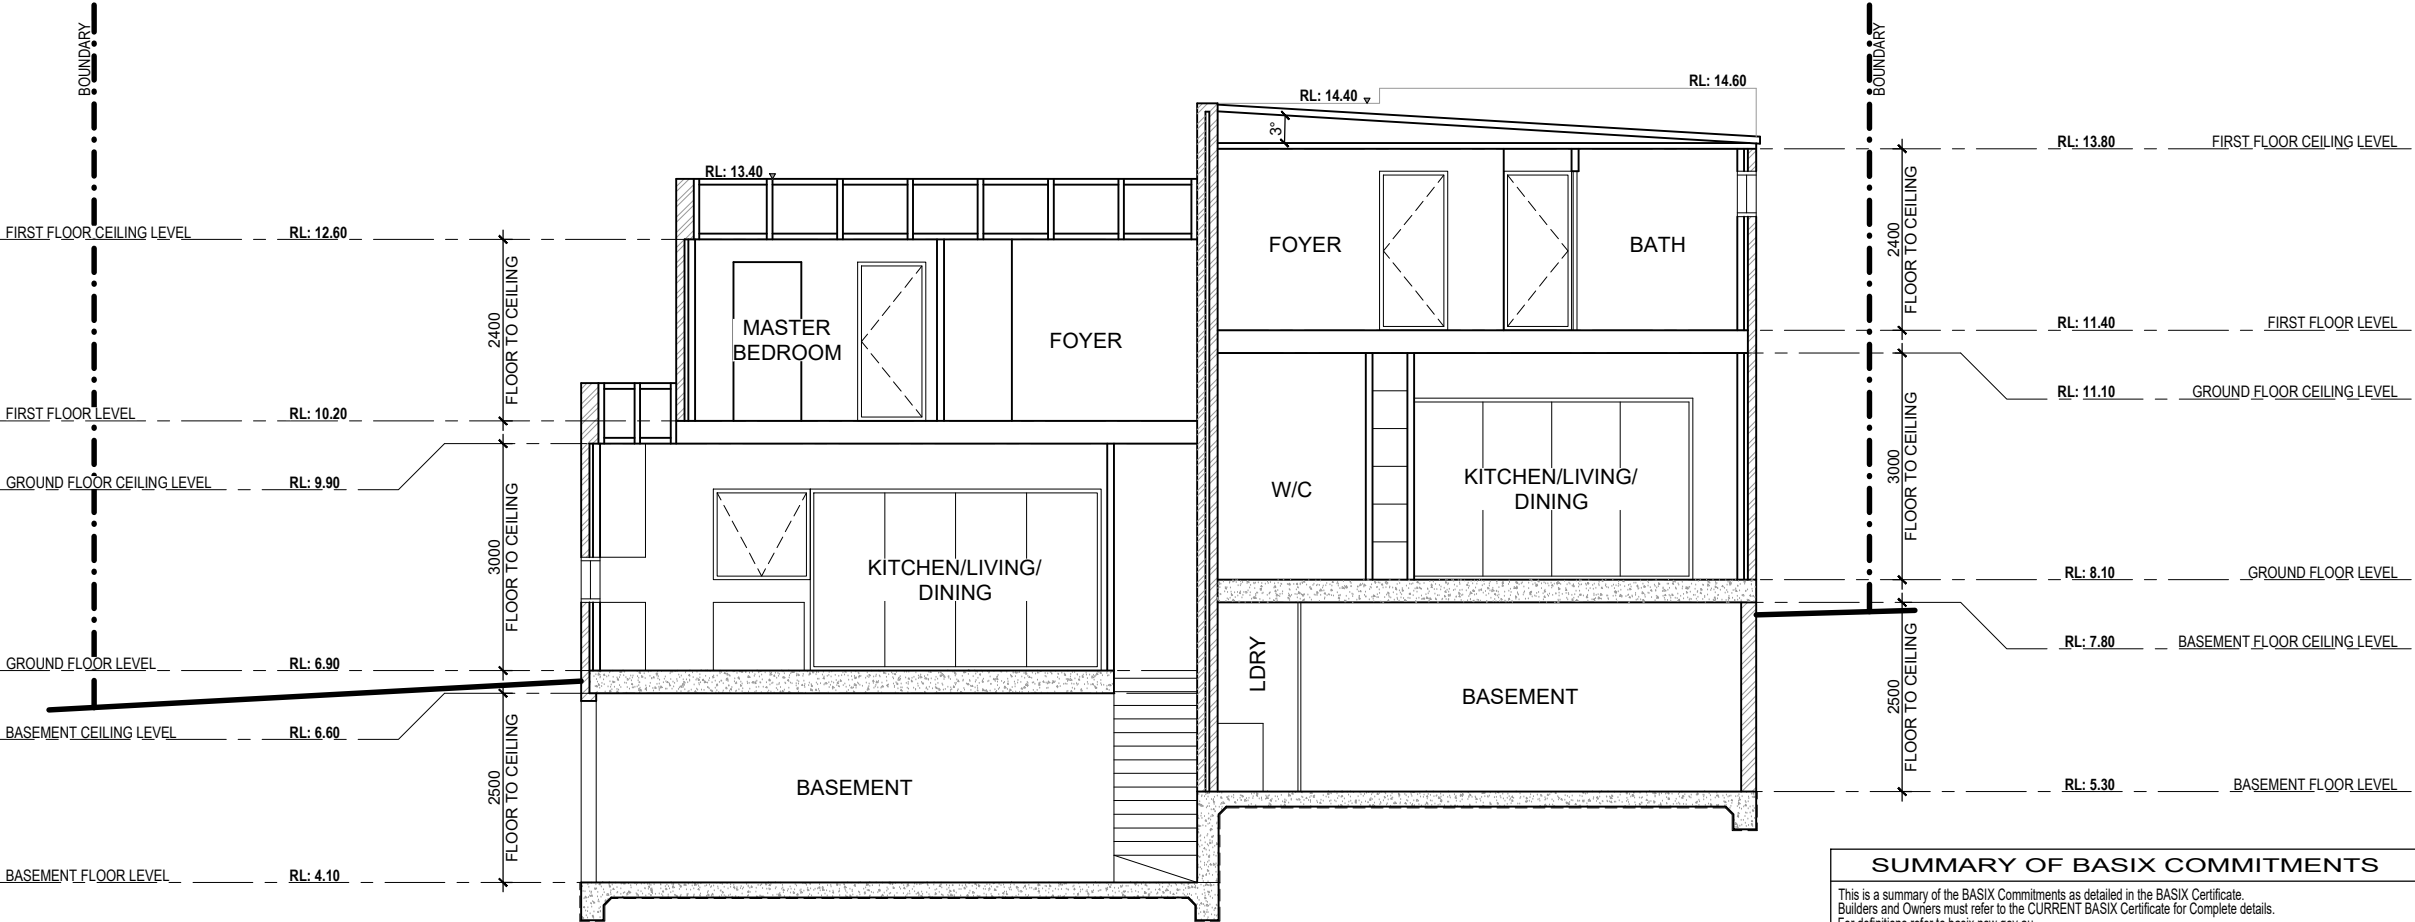 BOUNDARY
BOUNDARY
RL: 14.60
RL: 14.40
3°
RL: 13.80
FIRST FLOOR CEILING LEVEL
RL: 13.40
FIRST FLOOR CEILING LEVEL
RL: 12.60
2400
FLOOR TO CEILING
MASTER
BEDROOM
FOYER
FOYER
BATH
2400
FLOOR TO CEILING
RL: 11.40
FIRST FLOOR LEVEL
FIRST FLOOR LEVEL
RL: 10.20
RL: 11.10
GROUND FLOOR CEILING LEVEL
GROUND FLOOR CEILING LEVEL
RL: 9.90
3000
FLOOR TO CEILING
KITCHEN/LIVING/
DINING
W/C
KITCHEN/LIVING/
DINING
3000
FLOOR TO CEILING
RL: 8.10
GROUND FLOOR LEVEL
GROUND FLOOR LEVEL
RL: 6.90
RL: 7.80
BASEMENT FLOOR CEILING LEVEL
BASEMENT CEILING LEVEL
RL: 6.60
2500
FLOOR TO CEILING
BASEMENT
LDRY
BASEMENT
2500
FLOOR TO CEILING
RL: 5.30
BASEMENT FLOOR LEVEL
BASEMENT FLOOR LEVEL
RL: 4.10
SUMMARY OF BASIX COMMITMENTS
This is a summary of the BASIX Commitments as detailed in the BASIX Certificate.
Builders and Owners must refer to the CURRENT BASIX Certificate for Complete details.
For definitions refer to basix.nsw.gov.au